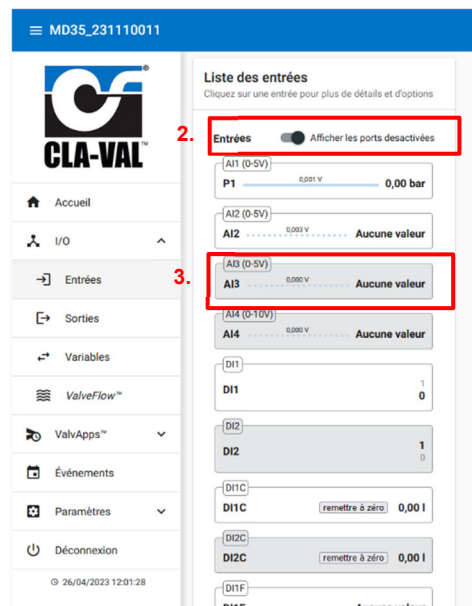 MD35_231110011
CLA-VAL™
Accueil
I/O
Entrées
Sorties
Variables
ValveFlow™
ValvApps™
Événements
Paramètres
Déconnexion
26/04/2023 12:01:28
Liste des entrées
Cliquez sur une entrée pour plus de détails et d'options
2.
Entrées Afficher les ports desactivées
AI1 (0-5V)
P1 0,001 V 0,00 bar
AI2 (0-5V)
AI2 0,003 V Aucune valeur
3.
AI3 (0-5V)
AI3 0,000 V Aucune valeur
AI4 (0-10V)
AI4 0,000 V Aucune valeur
DI1
DI1 1
0
DI2
DI2 1
0
DI1C
DI1C remettre à zéro 0,00 l
DI2C
DI2C remettre à zéro 0,00 l
DI1F
DI1F Aucune valeur